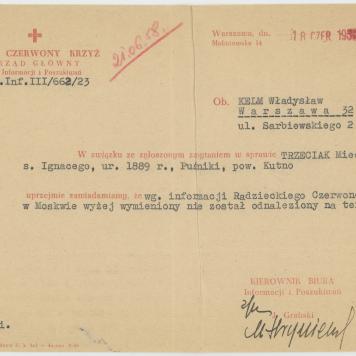 CZERWONY KRZYŻ
ZARZĄD GŁÓWNY
Informacji i Poszukiwań
.Inf.III/662/23
21.06.58.
Warszawa, dn. 18 CZER. 195
Mokotowska 14
Ob. KELM Władysław
Warszawa 32
ul. Sarbiewskiego 2
W związku ze zgłoszonym zapytaniem w sprawie TRZECIAK Mie
s. Ignacego, ur. 1889 r., Puśniki, pow. Kutno
uprzejmie zawiadamiamy, że wg. informacji Radzieckiego Czerwone
w Moskwie wyżej wymieniony nie został odnaleziony na te
KIEROWNIK BIURA
Informacji i Poszukiwań
J. Grabski